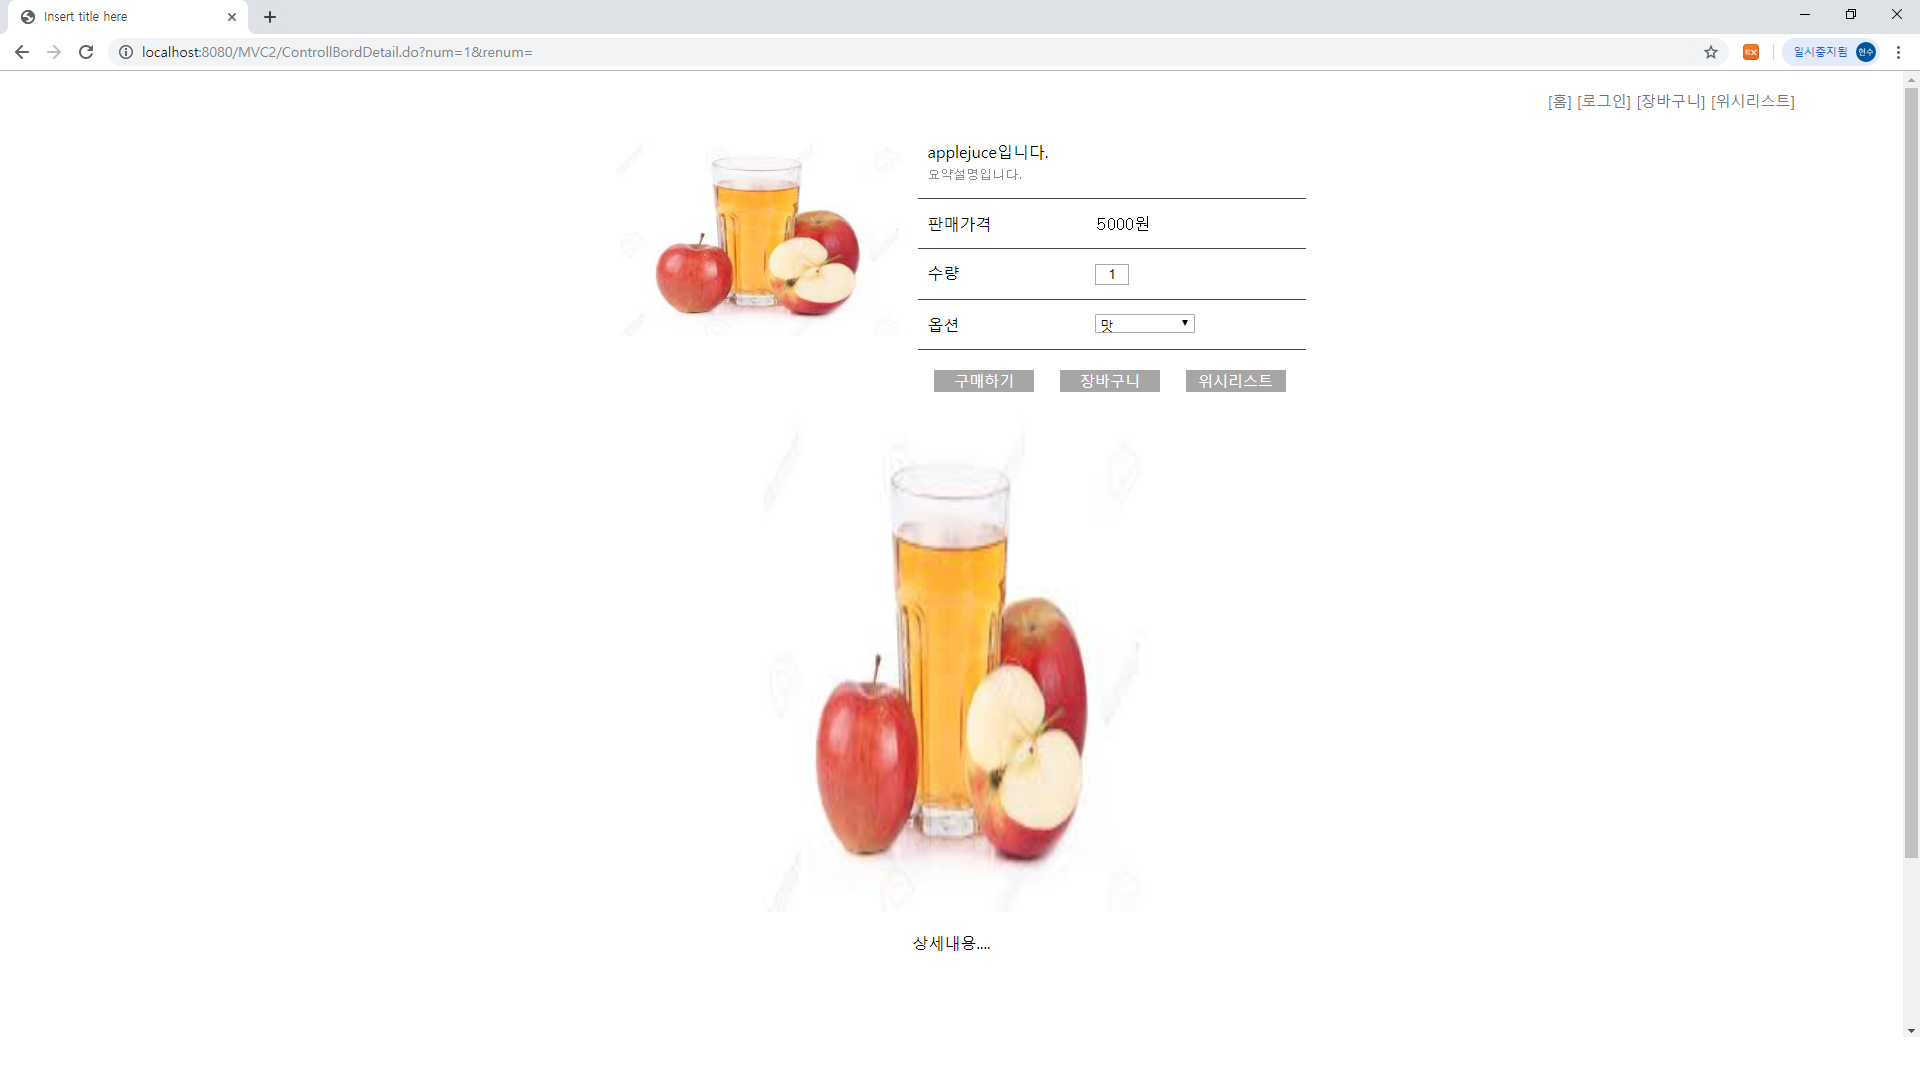 Insert title here
localhost:8080/MVC2/ControllBordDetail.do?num=1&renum=
일시중지됨 현수
[홈] [로그인] [장바구니] [위시리스트]
applejuce입니다.
요약설명입니다.
판매가격 5000원
수량 1
옵션 맛
구매하기 장바구니 위시리스트
상세내용....